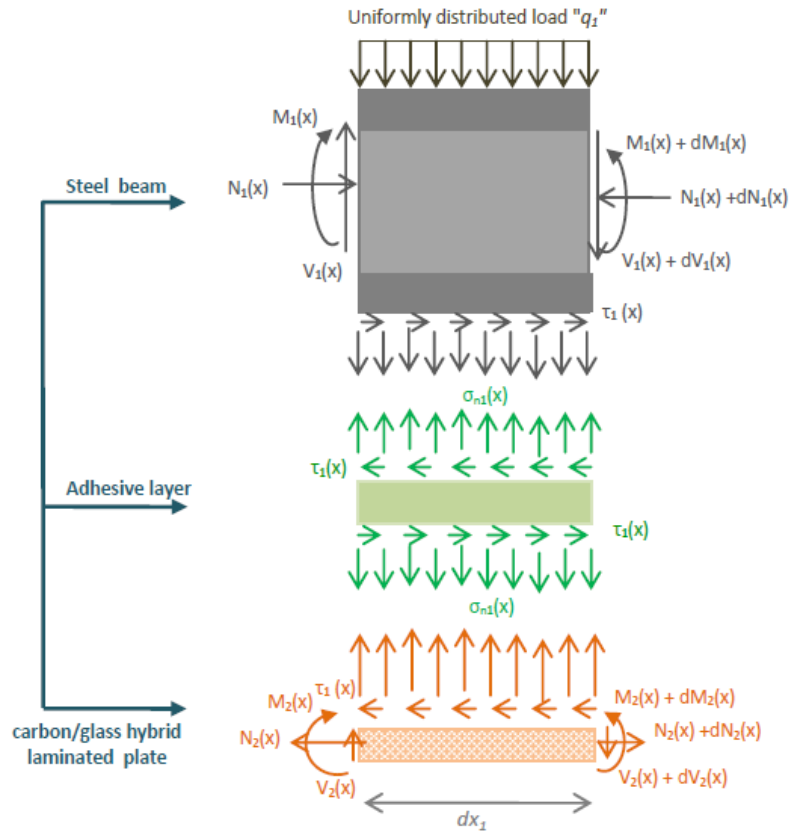 Uniformly distributed load "q₁"
M₁(x)
M₁(x) + dM₁(x)
Steel beam
N₁(x)
N₁(x) +dN₁(x)
V₁(x)
V₁(x) + dV₁(x)
τ₁ (x)
σₙ₁(x)
τ₁(x)
Adhesive layer
τ₁(x)
σₙ₁(x)
τ₁ (x)
M₂(x)
M₂(x) + dM₂(x)
carbon/glass hybrid
laminated plate
N₂(x)
N₂(x) +dN₂(x)
V₂(x)
V₂(x) + dV₂(x)
dx₁